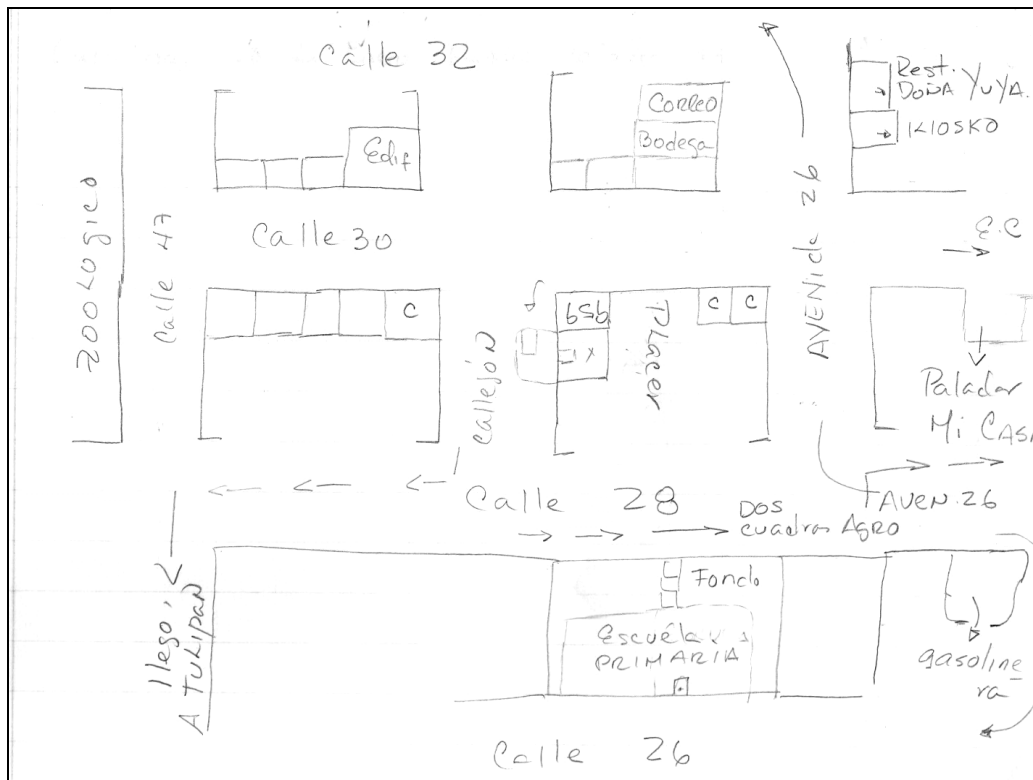 Calle 32
Rest.
DOÑA YUYA.
KIOSKO
Correo
Bodega
Edif
ZOOLOGICO
Calle 47
Calle 30
AVENIDA 26
E.C
C
959
X
Placer
C
C
callejón
Paladar
Mi CASA
Calle 28
AVEN. 26
DOS
cuadras AGRO
llego,
A TULIPAN
Fondo
Escuela
PRIMARIA
gasoline
ra
Calle 26